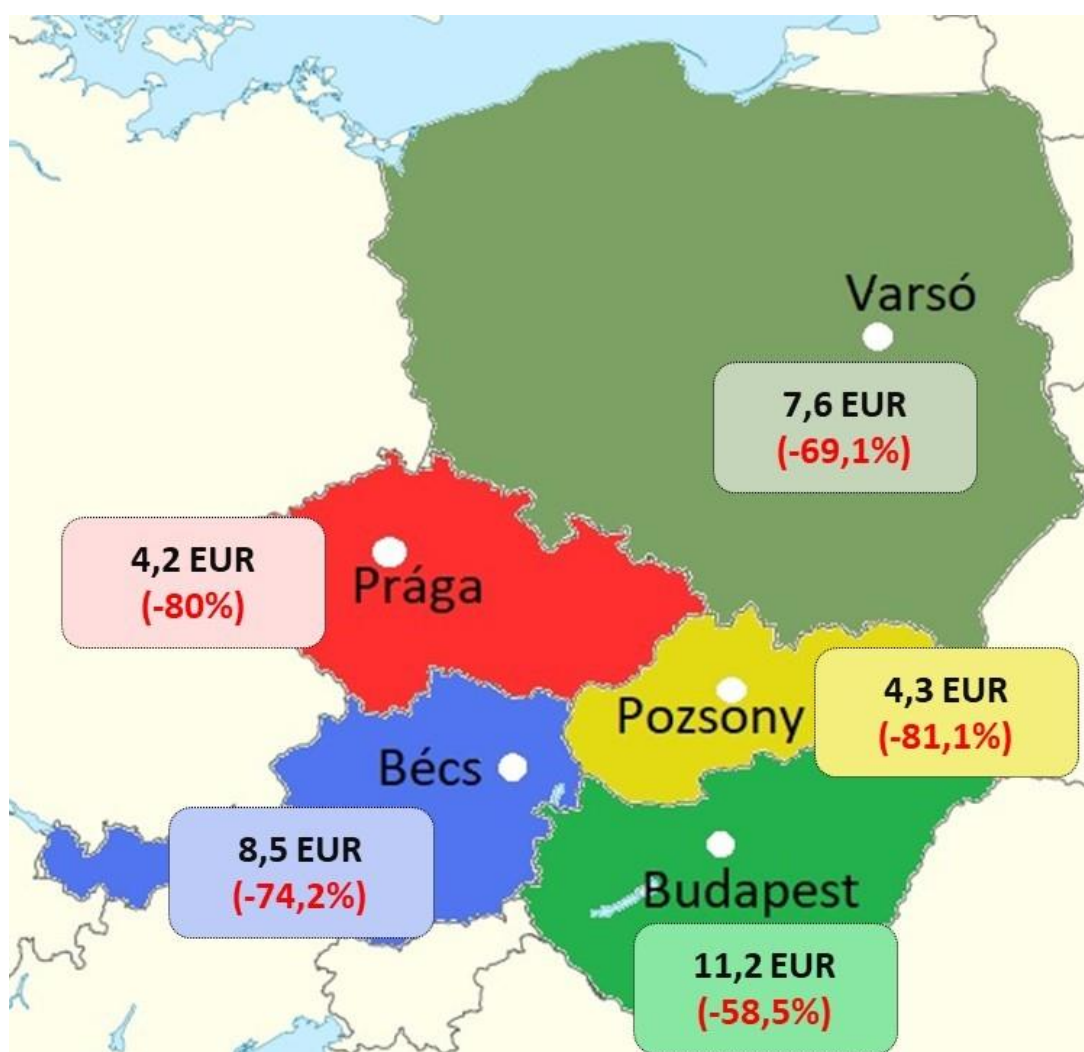 Varsó
7,6 EUR
(-69,1%)
4,2 EUR
(-80%)
Prága
4,3 EUR
(-81,1%)
Pozsony
Bécs
8,5 EUR
(-74,2%)
Budapest
11,2 EUR
(-58,5%)